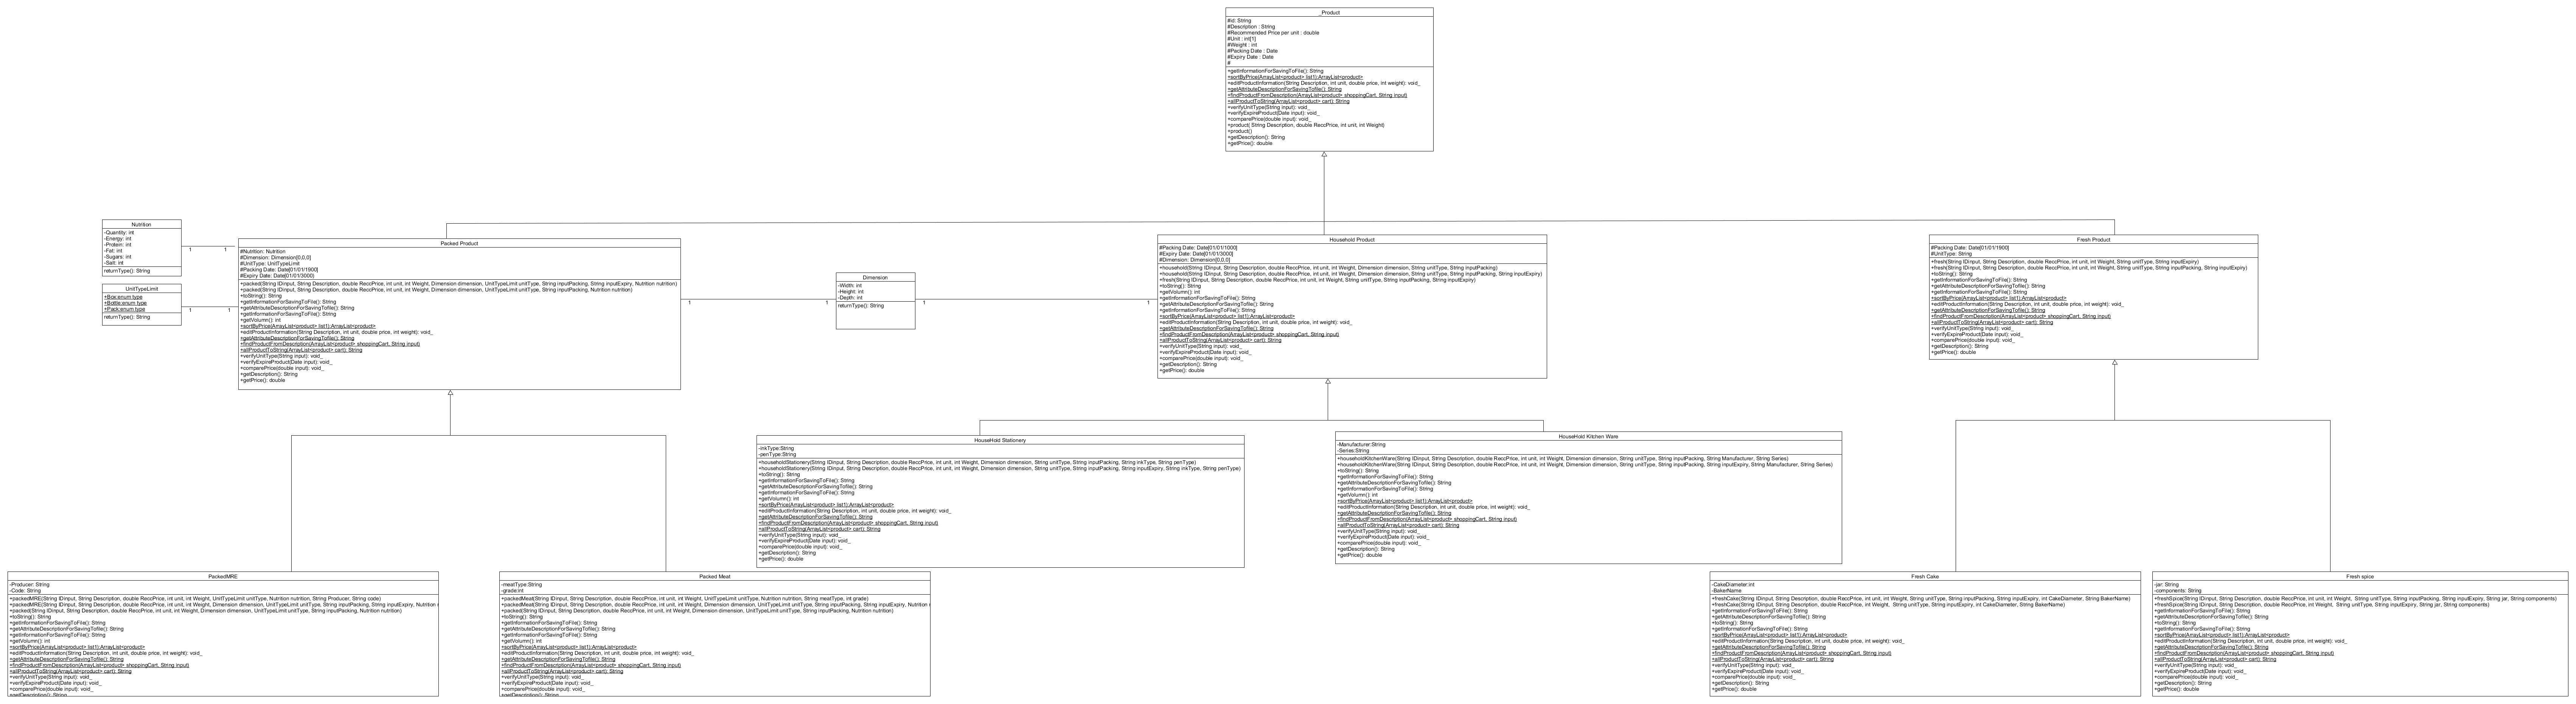 _Product
#id: String
#Description : String
#Recommended Price per unit : double
#Unit : int[1]
#Weight : int
#Packing Date : Date
#Expiry Date : Date
#
+getInformationForSavingToFile(): String
+sortByPrice(ArrayList<product> list1):ArrayList<product>
+editProductInformation(String Description, int unit, double price, int weight): void_
+getAttributeDescriptionForSavingTofile(): String
+findProductFromDescription(ArrayList<product> shoppingCart, String input)
+allProductToString(ArrayList<product> cart): String
+verifyUnitType(String input): void_
+verifyExpireProduct(Date input): void_
+comparePrice(double input): void_
+product( String Description, double ReccPrice, int unit, int Weight)
+product()
+getDescription(): String
+getPrice(): double
Nutrition
-Quantity: int
-Energy: int
-Protein: int
-Fat: int
-Sugars: int
-Salt: int
returnType(): String
1
1
UnitTypeLimit
+Box:enum type
+Bottle:enum type
+Pack:enum type
returnType(): String
1
1
Packed Product
#Nutrition: Nutrition
#Dimension: Dimension[0,0,0]
#UnitType: UnitTypeLimit
#Packing Date: Date[01/01/1900]
#Expiry Date: Date[01/01/3000)
+packed(String IDinput, String Description, double ReccPrice, int unit, int Weight, Dimension dimension, UnitTypeLimit unitType, String inputPacking, String inputExpiry, Nutrition nutrition)
+packed(String IDinput, String Description, double ReccPrice, int unit, int Weight, Dimension dimension, UnitTypeLimit unitType, String inputPacking, Nutrition nutrition)
+toString(): String
+getInformationForSavingToFile(): String
+getAttributeDescriptionForSavingTofile(): String
+getInformationForSavingToFile(): String
+getVolumn(): int
+sortByPrice(ArrayList<product> list1):ArrayList<product>
+editProductInformation(String Description, int unit, double price, int weight): void_
+getAttributeDescriptionForSavingTofile(): String
+findProductFromDescription(ArrayList<product> shoppingCart, String input)
+allProductToString(ArrayList<product> cart): String
+verifyUnitType(String input): void_
+verifyExpireProduct(Date input): void_
+comparePrice(double input): void_
+getDescription(): String
+getPrice(): double
1
1
Dimension
-Width: int
-Height: int
-Depth: int
returnType(): String
1
1
Household Product
#Packing Date: Date[01/01/1000]
#Expiry Date: Date[01/01/3000]
#Dimension: Dimension[0,0,0]
+household(String IDinput, String Description, double ReccPrice, int unit, int Weight, Dimension dimension, String unitType, String inputPacking)
+household(String IDinput, String Description, double ReccPrice, int unit, int Weight, Dimension dimension, String unitType, String inputPacking, String inputExpiry)
+fresh(String IDinput, String Description, double ReccPrice, int unit, int Weight, String unitType, String inputPacking, String inputExpiry)
+toString(): String
+getVolumn(): int
+getInformationForSavingToFile(): String
+getAttributeDescriptionForSavingTofile(): String
+getInformationForSavingToFile(): String
+sortByPrice(ArrayList<product> list1):ArrayList<product>
+editProductInformation(String Description, int unit, double price, int weight): void_
+getAttributeDescriptionForSavingTofile(): String
+findProductFromDescription(ArrayList<product> shoppingCart, String input)
+allProductToString(ArrayList<product> cart): String
+verifyUnitType(String input): void_
+verifyExpireProduct(Date input): void_
+comparePrice(double input): void_
+getDescription(): String
+getPrice(): double
Fresh Product
#Packing Date: Date[01/01/1900]
#UnitType: String
+fresh(String IDinput, String Description, double ReccPrice, int unit, int Weight, String unitType, String inputExpiry)
+fresh(String IDinput, String Description, double ReccPrice, int unit, int Weight, String unitType, String inputPacking, String inputExpiry)
+toString(): String
+getInformationForSavingToFile(): String
+getAttributeDescriptionForSavingTofile(): String
+getInformationForSavingToFile(): String
+sortByPrice(ArrayList<product> list1):ArrayList<product>
+editProductInformation(String Description, int unit, double price, int weight): void_
+getAttributeDescriptionForSavingTofile(): String
+findProductFromDescription(ArrayList<product> shoppingCart, String input)
+allProductToString(ArrayList<product> cart): String
+verifyUnitType(String input): void_
+verifyExpireProduct(Date input): void_
+comparePrice(double input): void_
+getDescription(): String
+getPrice(): double
HouseHold Stationery
-inkType:String
-penType:String
+householdStationery(String IDinput, String Description, double ReccPrice, int unit, int Weight, Dimension dimension, String unitType, String inputPacking, String inkType, String penType)
+householdStationery(String IDinput, String Description, double ReccPrice, int unit, int Weight, Dimension dimension, String unitType, String inputPacking, String inputExpiry, String inkType, String penType)
+toString(): String
+getInformationForSavingToFile(): String
+getAttributeDescriptionForSavingTofile(): String
+getInformationForSavingToFile(): String
+getVolumn(): int
+sortByPrice(ArrayList<product> list1):ArrayList<product>
+editProductInformation(String Description, int unit, double price, int weight): void_
+getAttributeDescriptionForSavingTofile(): String
+findProductFromDescription(ArrayList<product> shoppingCart, String input)
+allProductToString(ArrayList<product> cart): String
+verifyUnitType(String input): void_
+verifyExpireProduct(Date input): void_
+comparePrice(double input): void_
+getDescription(): String
+getPrice(): double
HouseHold Kitchen Ware
-Manufacturer:String
-Series:String
+householdKitchenWare(String IDinput, String Description, double ReccPrice, int unit, int Weight, Dimension dimension, String unitType, String inputPacking, String Manufacturer, String Series)
+householdKitchenWare(String IDinput, String Description, double ReccPrice, int unit, int Weight, Dimension dimension, String unitType, String inputPacking, String inputExpiry, String Manufacturer, String Series)
+toString(): String
+getInformationForSavingToFile(): String
+getAttributeDescriptionForSavingTofile(): String
+getInformationForSavingToFile(): String
+getVolumn(): int
+sortByPrice(ArrayList<product> list1):ArrayList<product>
+editProductInformation(String Description, int unit, double price, int weight): void_
+getAttributeDescriptionForSavingTofile(): String
+findProductFromDescription(ArrayList<product> shoppingCart, String input)
+allProductToString(ArrayList<product> cart): String
+verifyUnitType(String input): void_
+verifyExpireProduct(Date input): void_
+comparePrice(double input): void_
+getDescription(): String
+getPrice(): double
PackedMRE
-Producer: String
-Code: String
+packedMRE(String IDinput, String Description, double ReccPrice, int unit, int Weight, UnitTypeLimit unitType, Nutrition nutrition, String Producer, String code)
+packedMRE(String IDinput, String Description, double ReccPrice, int unit, int Weight, Dimension dimension, UnitTypeLimit unitType, String inputPacking, String inputExpiry, Nutrition
+packed(String IDinput, String Description, double ReccPrice, int unit, int Weight, Dimension dimension, UnitTypeLimit unitType, String inputPacking, Nutrition nutrition)
+toString(): String
+getInformationForSavingToFile(): String
+getAttributeDescriptionForSavingTofile(): String
+getInformationForSavingToFile(): String
+getVolumn(): int
+sortByPrice(ArrayList<product> list1):ArrayList<product>
+editProductInformation(String Description, int unit, double price, int weight): void_
+getAttributeDescriptionForSavingTofile(): String
+findProductFromDescription(ArrayList<product> shoppingCart, String input)
+allProductToString(ArrayList<product> cart): String
+verifyUnitType(String input): void_
+verifyExpireProduct(Date input): void_
+comparePrice(double input): void_
+getDescription(): String
Packed Meat
-meatType:String
-grade:int
+packedMeat(String IDinput, String Description, double ReccPrice, int unit, int Weight, UnitTypeLimit unitType, Nutrition nutrition, String meatType, int grade)
+packedMeat(String IDinput, String Description, double ReccPrice, int unit, int Weight, Dimension dimension, UnitTypeLimit unitType, String inputPacking, String inputExpiry, Nutrition
+packed(String IDinput, String Description, double ReccPrice, int unit, int Weight, Dimension dimension, UnitTypeLimit unitType, String inputPacking, Nutrition nutrition)
+toString(): String
+getInformationForSavingToFile(): String
+getAttributeDescriptionForSavingTofile(): String
+getInformationForSavingToFile(): String
+getVolumn(): int
+sortByPrice(ArrayList<product> list1):ArrayList<product>
+editProductInformation(String Description, int unit, double price, int weight): void_
+getAttributeDescriptionForSavingTofile(): String
+findProductFromDescription(ArrayList<product> shoppingCart, String input)
+allProductToString(ArrayList<product> cart): String
+verifyUnitType(String input): void_
+verifyExpireProduct(Date input): void_
+comparePrice(double input): void_
+getDescription(): String
Fresh Cake
-CakeDiameter:int
-BakerName
+freshCake(String IDinput, String Description, double ReccPrice, int unit, int Weight, String unitType, String inputPacking, String inputExpiry, int CakeDiameter, String BakerName)
+freshCake(String IDinput, String Description, double ReccPrice, int Weight, String unitType, String inputExpiry, int CakeDiameter, String BakerName)
+getInformationForSavingToFile(): String
+toString(): String
+getAttributeDescriptionForSavingTofile(): String
+getInformationForSavingToFile(): String
+sortByPrice(ArrayList<product> list1):ArrayList<product>
+editProductInformation(String Description, int unit, double price, int weight): void_
+getAttributeDescriptionForSavingTofile(): String
+findProductFromDescription(ArrayList<product> shoppingCart, String input)
+allProductToString(ArrayList<product> cart): String
+verifyUnitType(String input): void_
+verifyExpireProduct(Date input): void_
+comparePrice(double input): void_
+getDescription(): String
+getPrice(): double
Fresh spice
-jar: String
-components: String
+freshSpice(String IDinput, String Description, double ReccPrice, int unit, int Weight, String unitType, String inputPacking, String inputExpiry, String jar, String components)
+freshSpice(String IDinput, String Description, double ReccPrice, int Weight, String unitType, String inputExpiry, String jar, String components)
+getInformationForSavingToFile(): String
+getAttributeDescriptionForSavingTofile(): String
+toString(): String
+getInformationForSavingToFile(): String
+sortByPrice(ArrayList<product> list1):ArrayList<product>
+editProductInformation(String Description, int unit, double price, int weight): void_
+getAttributeDescriptionForSavingTofile(): String
+findProductFromDescription(ArrayList<product> shoppingCart, String input)
+allProductToString(ArrayList<product> cart): String
+verifyUnitType(String input): void_
+verifyExpireProduct(Date input): void_
+comparePrice(double input): void_
+getDescription(): String
+getPrice(): double